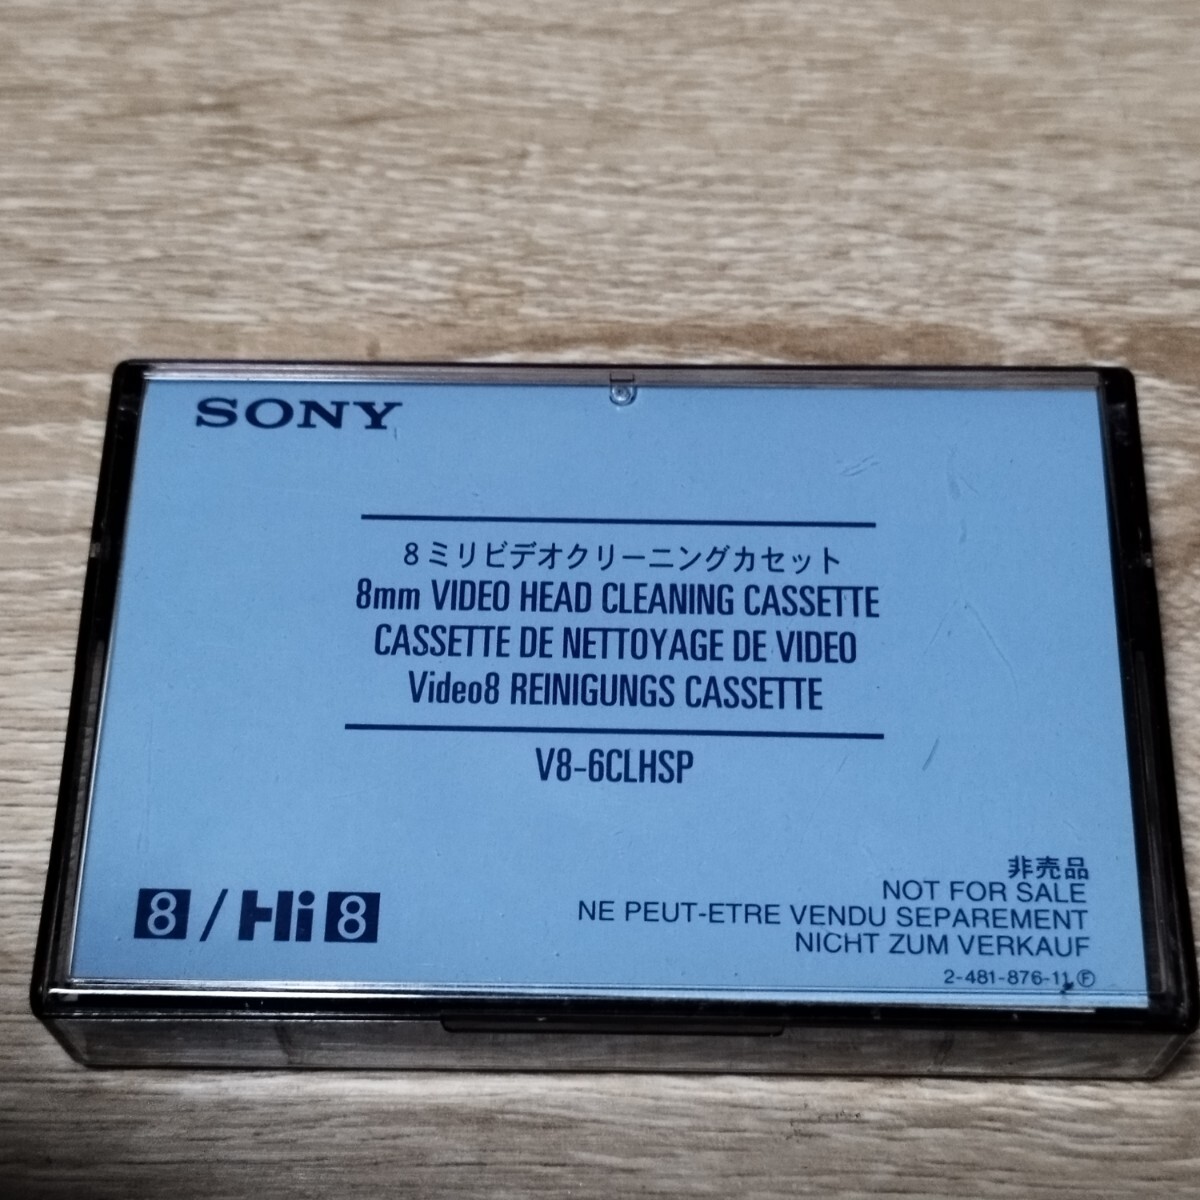 SONY
8ミリビデオクリーニングカセット
8mm VIDEO HEAD CLEANING CASSETTE
CASSETTE DE NETTOYAGE DE VIDEO
Video8 REINIGUNGS CASSETTE
V8-6CLHSP
8 / Hi8
非売品
NOT FOR SALE
NE PEUT-ETRE VENDU SEPAREMENT
NICHT ZUM VERKAUF
2-481-876-11 Ⓕ